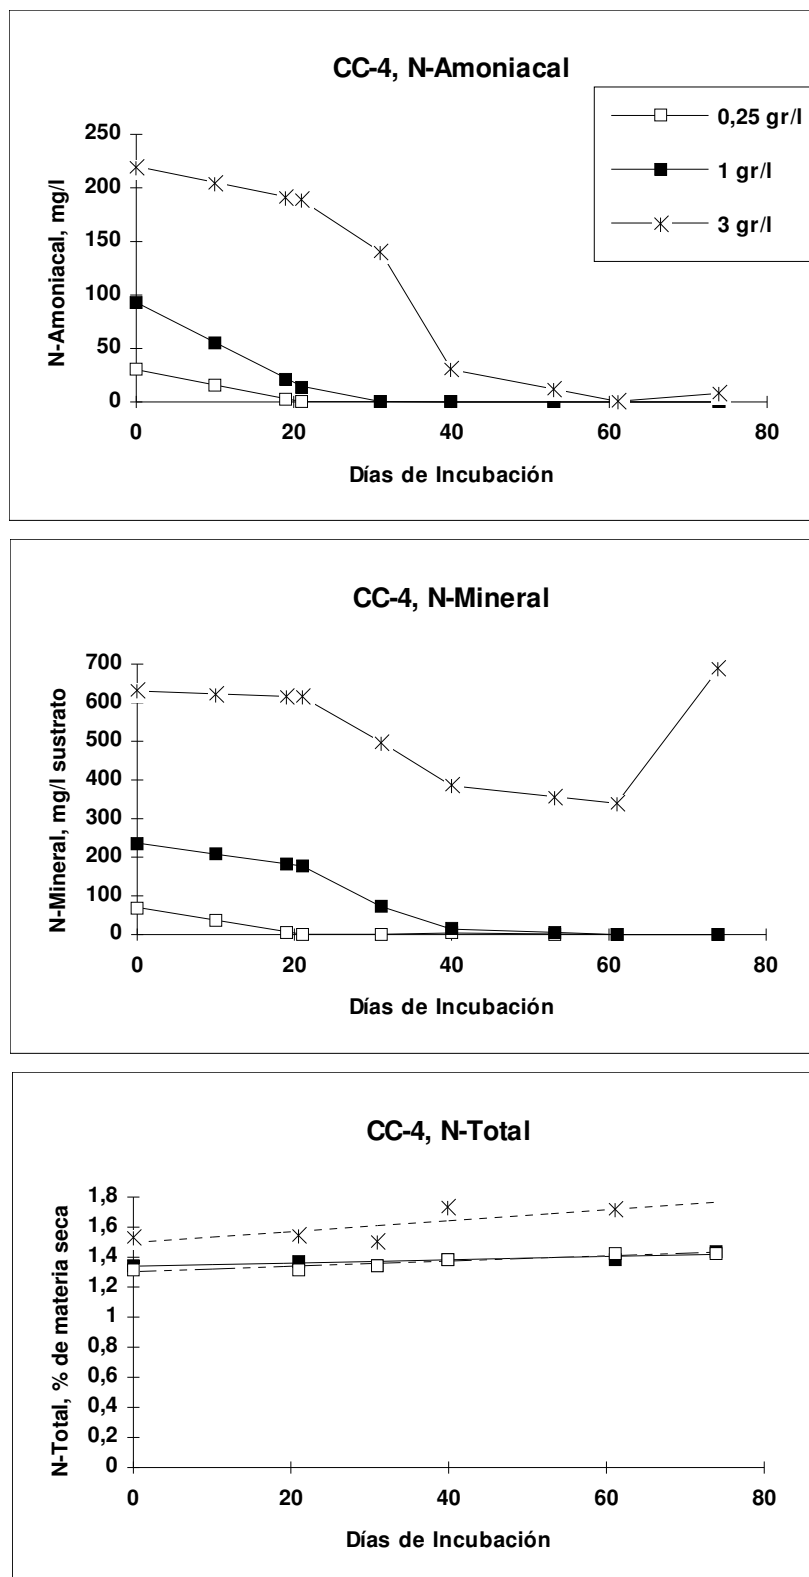 CC-4, N-Amoniacal
0,25 gr/l
1 gr/l
3 gr/l
N-Amoniacal, mg/l
250
200
150
100
50
0
0 20 40 60 80
Días de Incubación
CC-4, N-Mineral
N-Mineral, mg/l sustrato
700
600
500
400
300
200
100
0
0 20 40 60 80
Días de Incubación
CC-4, N-Total
N-Total, % de materia seca
1,8
1,6
1,4
1,2
1
0,8
0,6
0,4
0,2
0
0 20 40 60 80
Días de Incubación